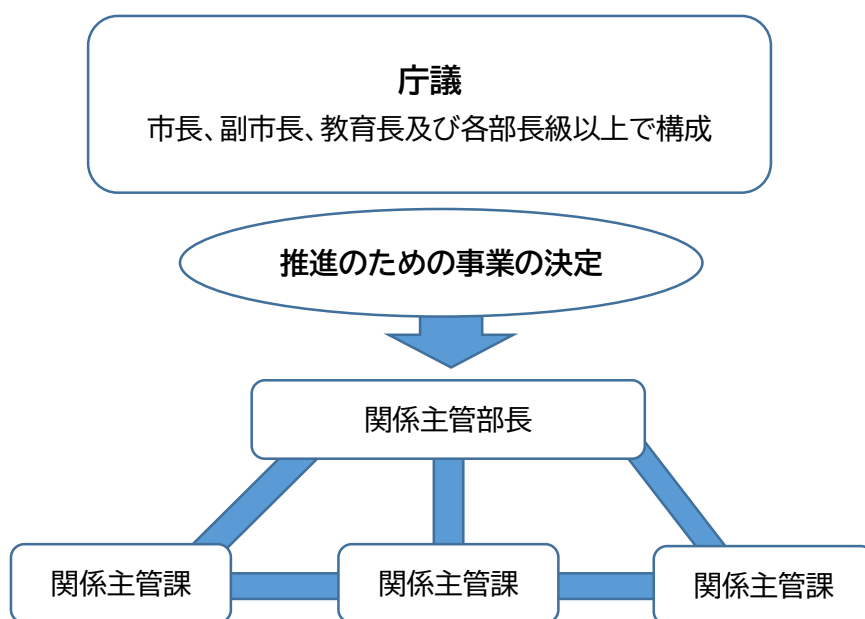 庁議
市長、副市長、教育長及び各部長級以上で構成
推進のための事業の決定
関係主管部長
関係主管課
関係主管課
関係主管課